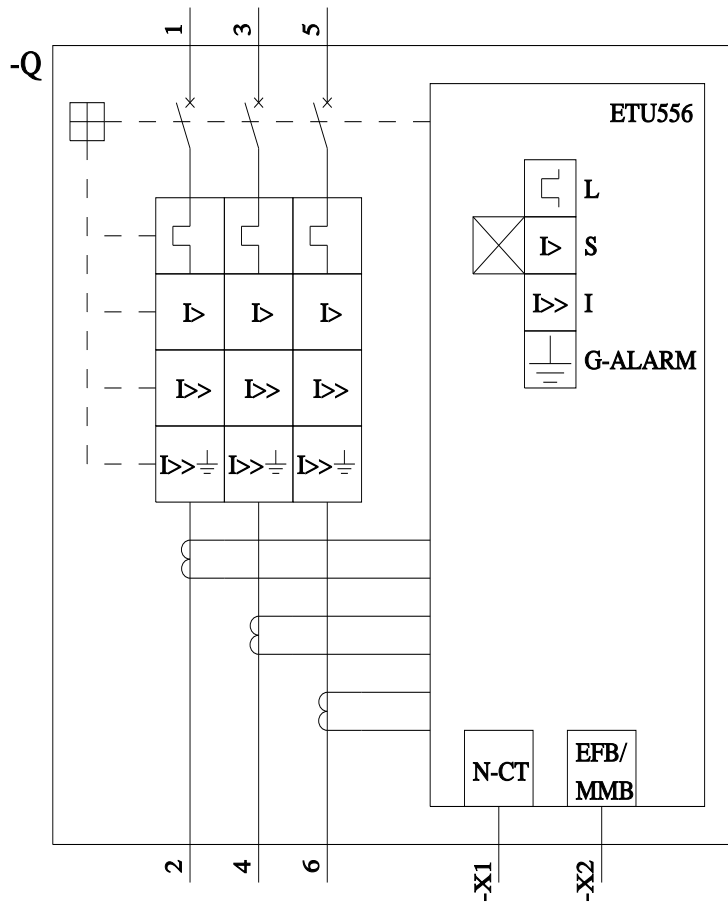 1 3 5
-Q
ETU556
L
I> S
I>> I
G-ALARM
I> I> I>
I>> I>> I>>
I>> I>> I>>
N-CT
EFB/
MMB
2 4 6 -X1 -X2